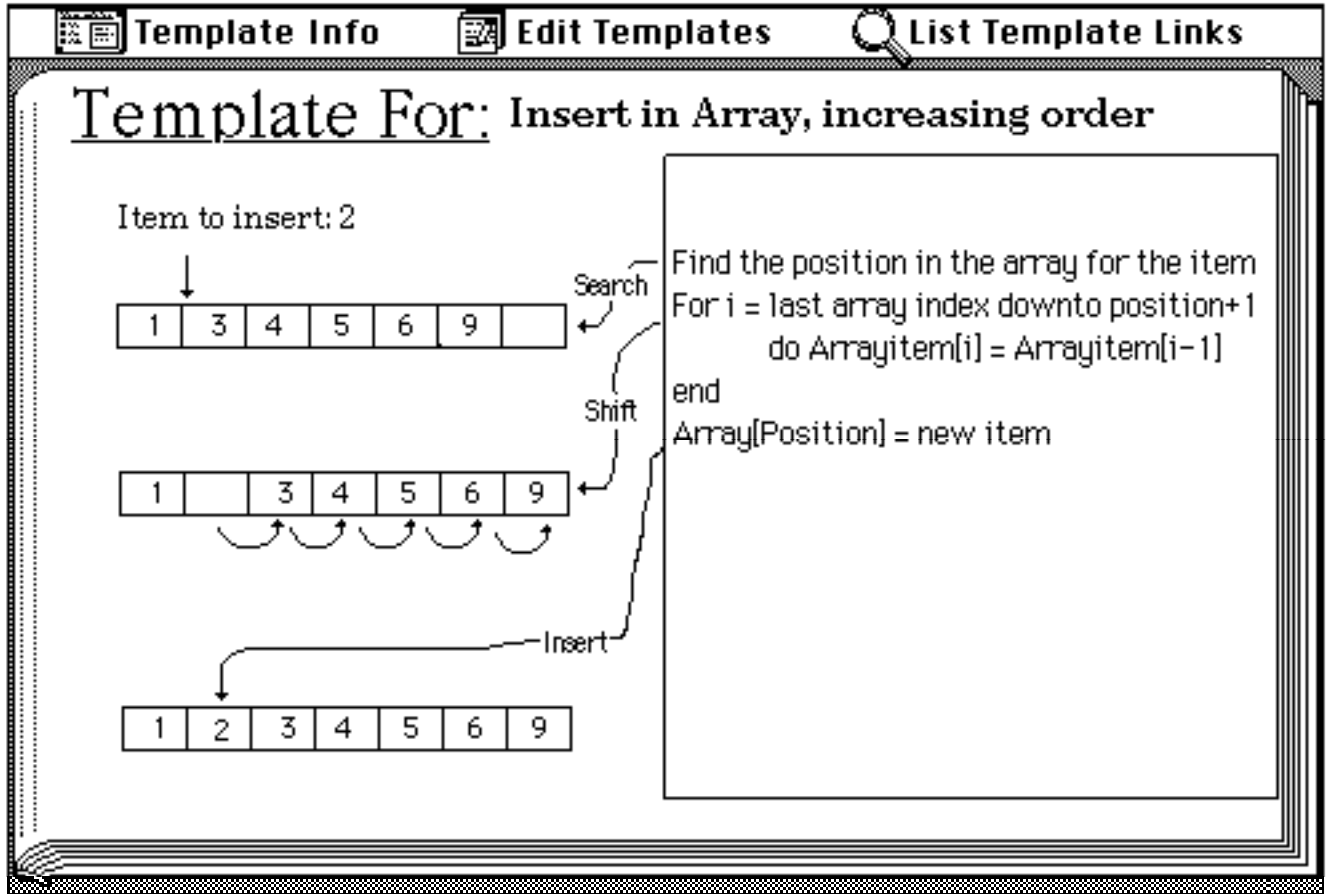 Template Info Edit Templates List Template Links
Template For: Insert in Array, increasing order
Item to insert: 2
Search
1 3 4 5 6 9
Shift
1 3 4 5 6 9
Insert
1 2 3 4 5 6 9
Find the position in the array for the item
For i = last array index downto position+1
do Arrayitem[i] = Arrayitem[i-1]
end
Array[Position] = new item